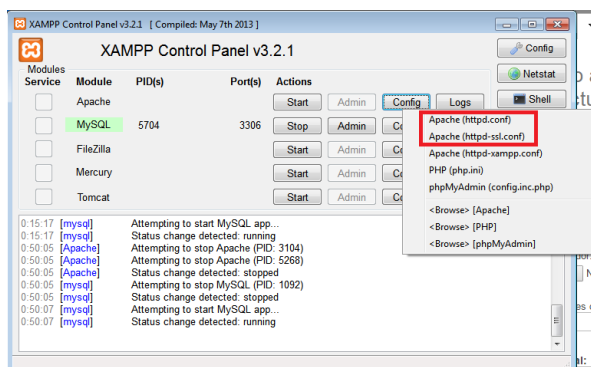 XAMPP Control Panel v3.2.1 [ Compiled: May 7th 2013 ]
XAMPP Control Panel v3.2.1
Config
Modules
Netstat
Service Module PID(s) Port(s) Actions
Shell
Apache Start Admin Config Logs
MySQL 5704 3306 Stop Admin
FileZilla Start Admin
Mercury Start Admin
Tomcat Start Admin
Apache (httpd.conf)
Apache (httpd-ssl.conf)
Apache (httpd-xampp.conf)
PHP (php.ini)
phpMyAdmin (config.inc.php)
<Browse> [Apache]
<Browse> [PHP]
<Browse> [phpMyAdmin]
0:15:17 [mysql] Attempting to start MySQL app...
0:15:17 [mysql] Status change detected: running
0:50:05 [Apache] Attempting to stop Apache (PID: 3104)
0:50:05 [Apache] Attempting to stop Apache (PID: 5268)
0:50:05 [Apache] Status change detected: stopped
0:50:05 [mysql] Attempting to stop MySQL (PID: 1092)
0:50:05 [mysql] Status change detected: stopped
0:50:07 [mysql] Attempting to start MySQL app...
0:50:07 [mysql] Status change detected: running